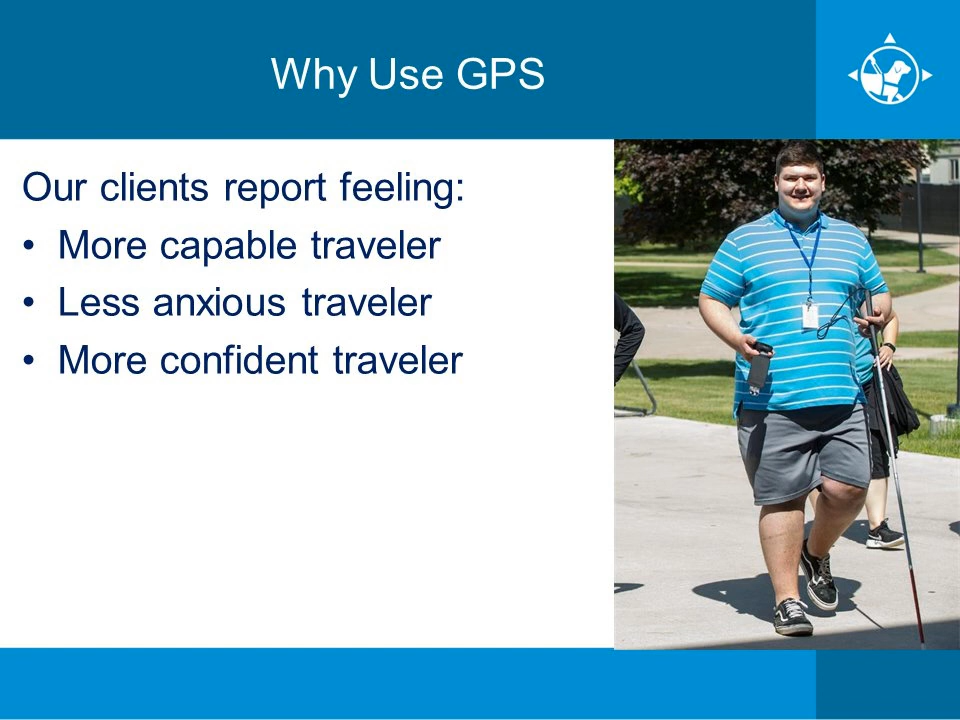 Why Use GPS
Our clients report feeling:
• More capable traveler
• Less anxious traveler
• More confident traveler